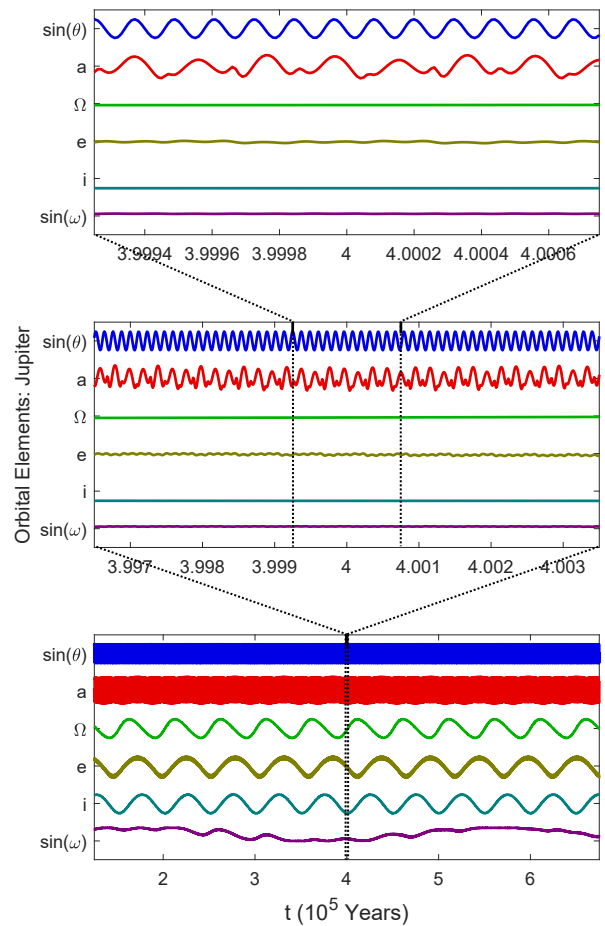 sin(θ)
a
Ω
e
i
sin(ω)
3.9994 3.9996 3.9998 4 4.0002 4.0004 4.0006
Orbital Elements: Jupiter
sin(θ)
a
Ω
e
i
sin(ω)
3.997 3.998 3.999 4 4.001 4.002 4.003
sin(θ)
a
Ω
e
i
sin(ω)
2 3 4 5 6
t (10⁵ Years)